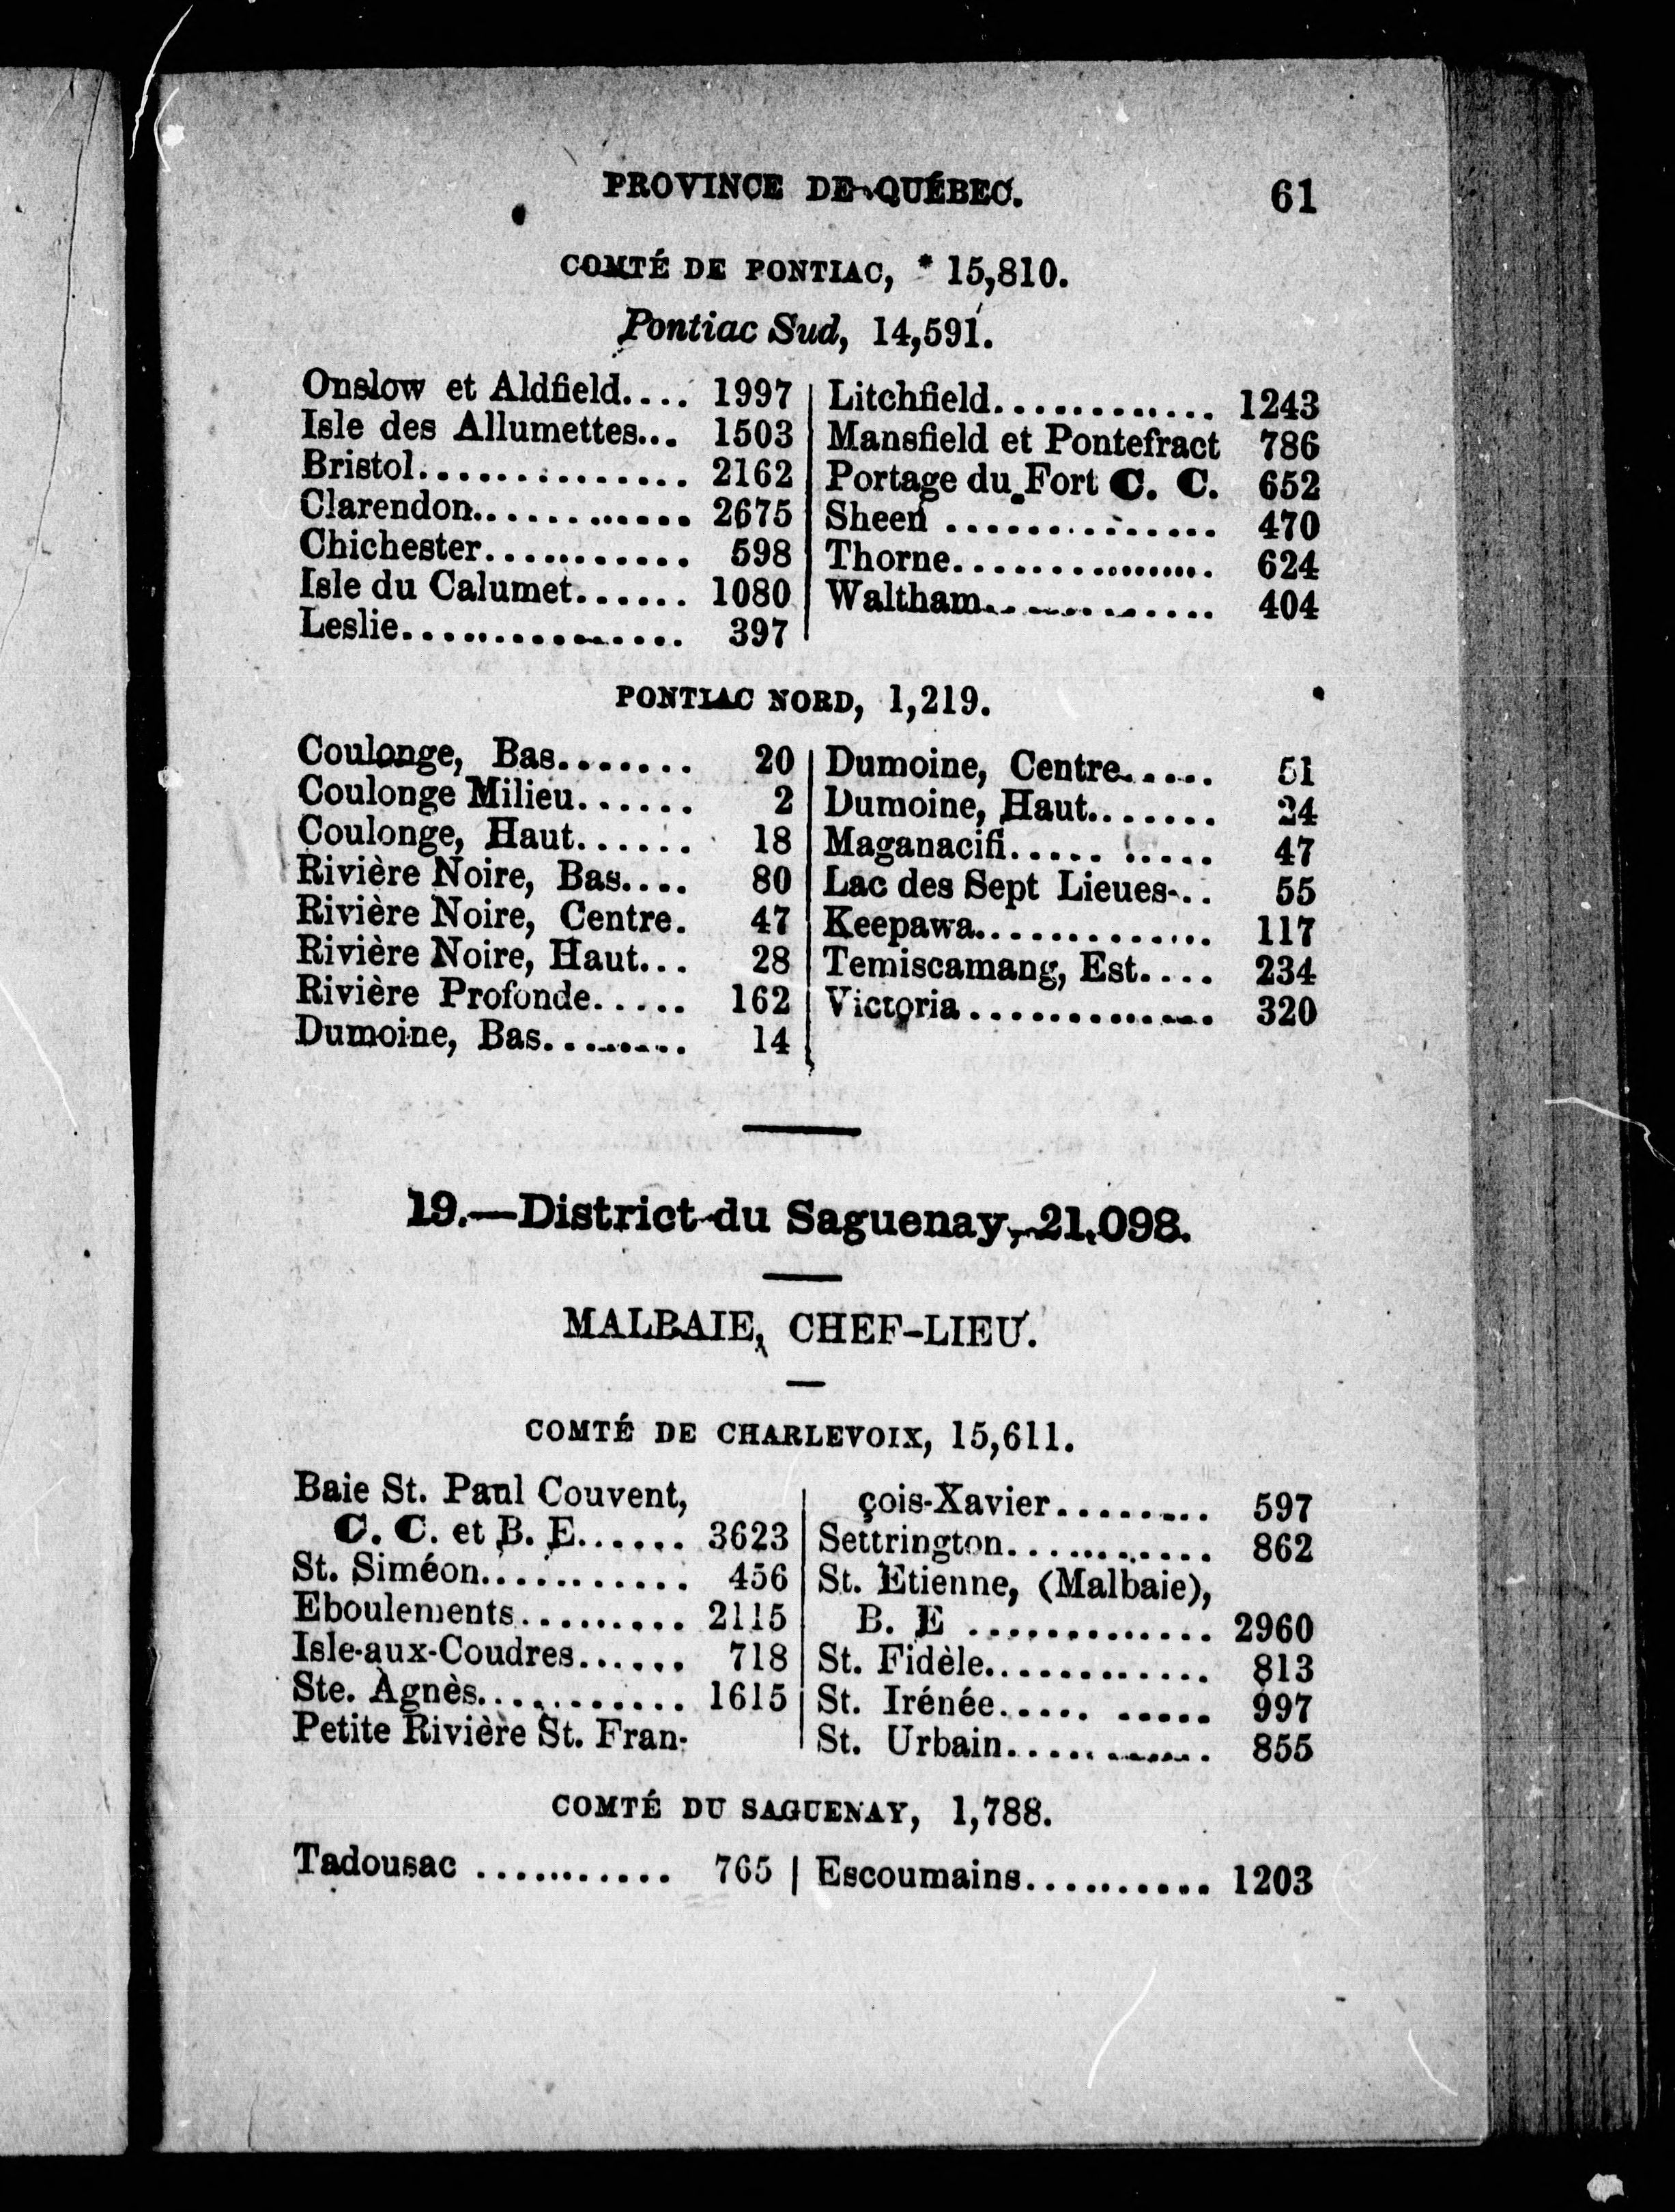 PROVINCE DE QUÉBEC. 61
COMTÉ DE PONTIAC, * 15,810.
Pontiac Sud, 14,591.
Onslow et Aldfield.... 1997
Isle des Allumettes... 1503
Bristol.............. 2162
Clarendon............ 2675
Chichester........... 598
Isle du Calumet...... 1080
Leslie............... 397
Litchfield............ 1243
Mansfield et Pontefract 786
Portage du Fort C. C. 652
Sheen .............. 470
Thorne............... 624
Waltham............ 404
PONTIAC NORD, 1,219.
Coulonge, Bas....... 20
Coulonge Milieu...... 2
Coulonge, Haut...... 18
Rivière Noire, Bas.... 80
Rivière Noire, Centre. 47
Rivière Noire, Haut... 28
Rivière Profonde..... 162
Dumoine, Bas......... 14
Dumoine, Centre..... 51
Dumoine, Haut....... 24
Maganacifi..... ..... 47
Lac des Sept Lieues... 55
Keepawa............. 117
Temiscamang, Est.... 234
Victoria ............. 320
19.—District du Saguenay, 21,098.
MALBAIE, CHEF-LIEU.
COMTÉ DE CHARLEVOIX, 15,611.
Baie St. Paul Couvent,
C. C. et B. E...... 3623
St. Siméon........... 456
Eboulements......... 2115
Isle-aux-Coudres...... 718
Ste. Agnès........... 1615
Petite Rivière St. Fran-
çois-Xavier......... 597
Settrington........... 862
St. Etienne, (Malbaie),
B. E ............. 2960
St. Fidèle............ 813
St. Irénée..... ..... 997
St. Urbain........... 855
COMTÉ DU SAGUENAY, 1,788.
Tadousac ........... 765
Escoumains.......... 1203